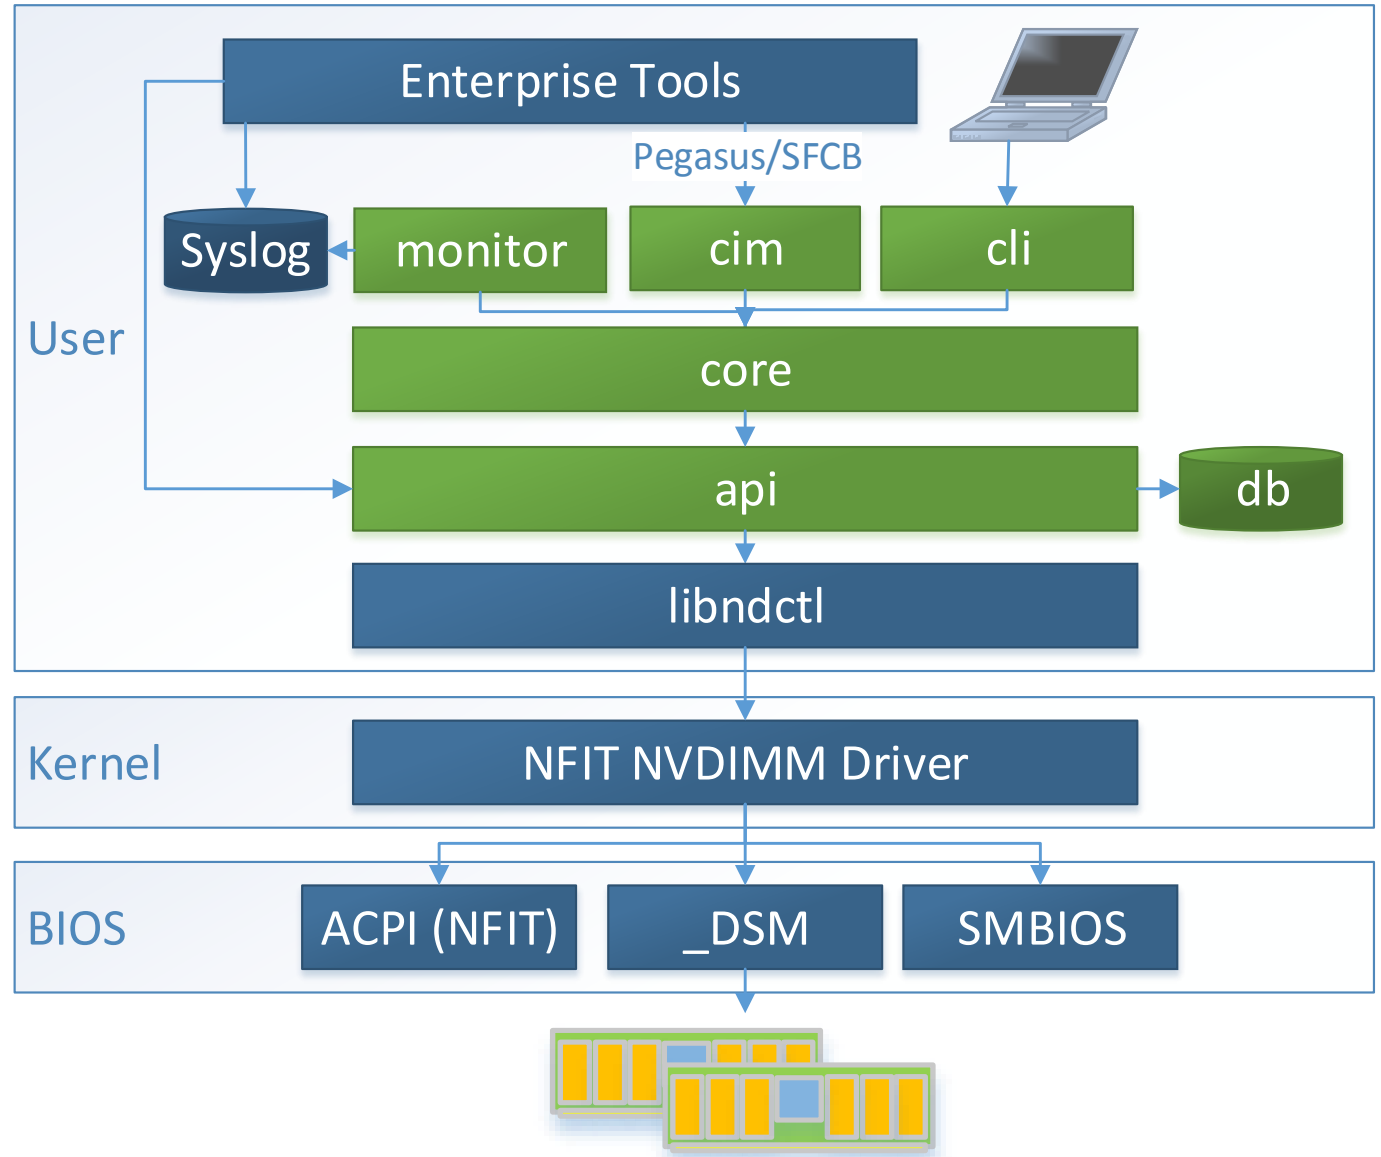 Enterprise Tools
Pegasus/SFCB
Syslog
monitor
cim
cli
User
core
api
db
libndctl
Kernel
NFIT NVDIMM Driver
BIOS
ACPI (NFIT)
_DSM
SMBIOS